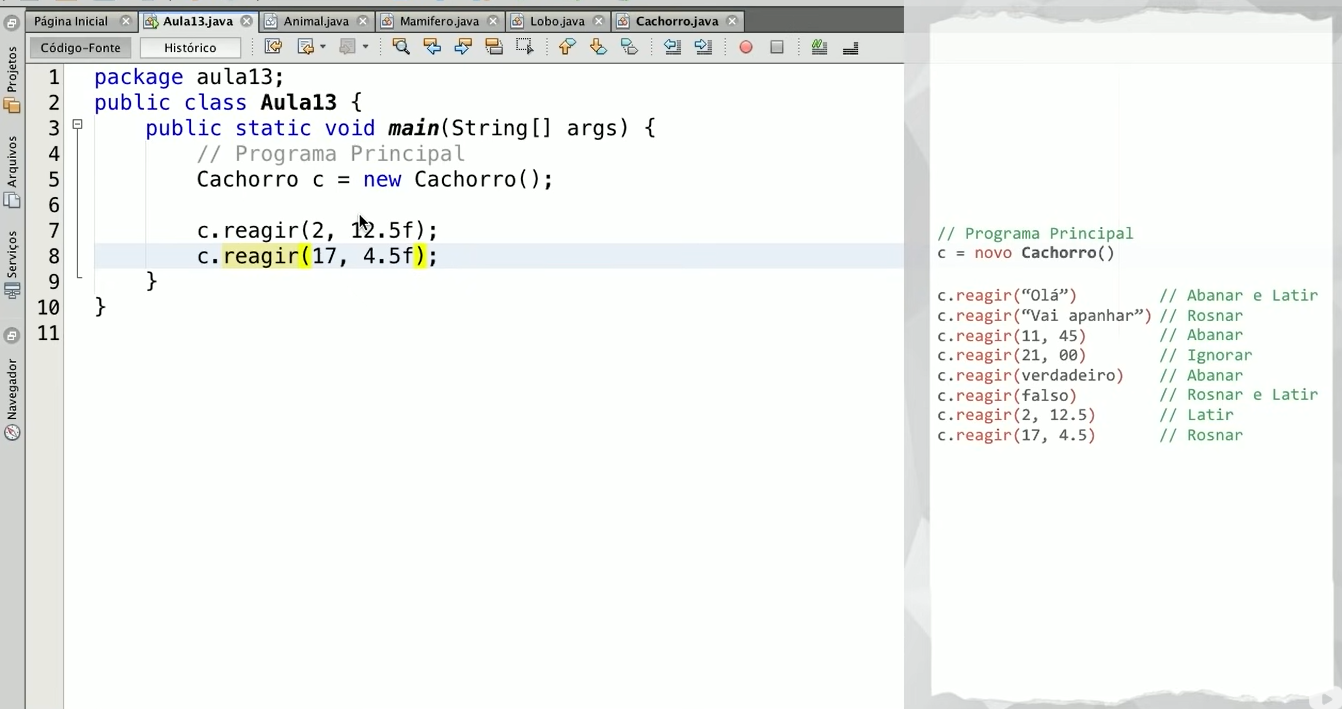 Página Inicial
Aula13.java
Animal.java
Mamifero.java
Lobo.java
Cachorro.java
Código-Fonte
Histórico
Projetos
Arquivos
Serviços
Navegador
1 package aula13;
2 public class Aula13 {
3 public static void main(String[] args) {
4 // Programa Principal
5 Cachorro c = new Cachorro();
6
7 c.reagir(2, 12.5f);
8 c.reagir(17, 4.5f);
9 }
10 }
11
// Programa Principal
c = novo Cachorro()
c.reagir(“Olá”) // Abanar e Latir
c.reagir(“Vai apanhar”) // Rosnar
c.reagir(11, 45) // Abanar
c.reagir(21, 00) // Ignorar
c.reagir(verdadeiro) // Abanar
c.reagir(falso) // Rosnar e Latir
c.reagir(2, 12.5) // Latir
c.reagir(17, 4.5) // Rosnar